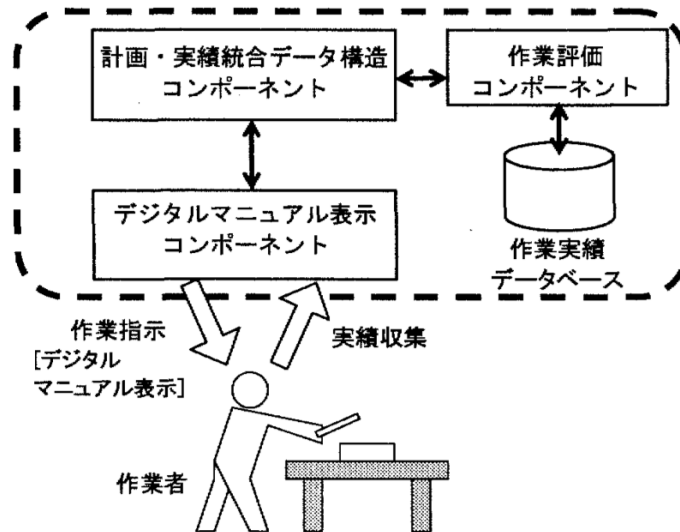 計画・実績統合データ構造
コンポーネント
作業評価
コンポーネント
デジタルマニュアル表示
コンポーネント
作業実績
データベース
作業指示
[デジタル
マニュアル表示]
実績収集
作業者